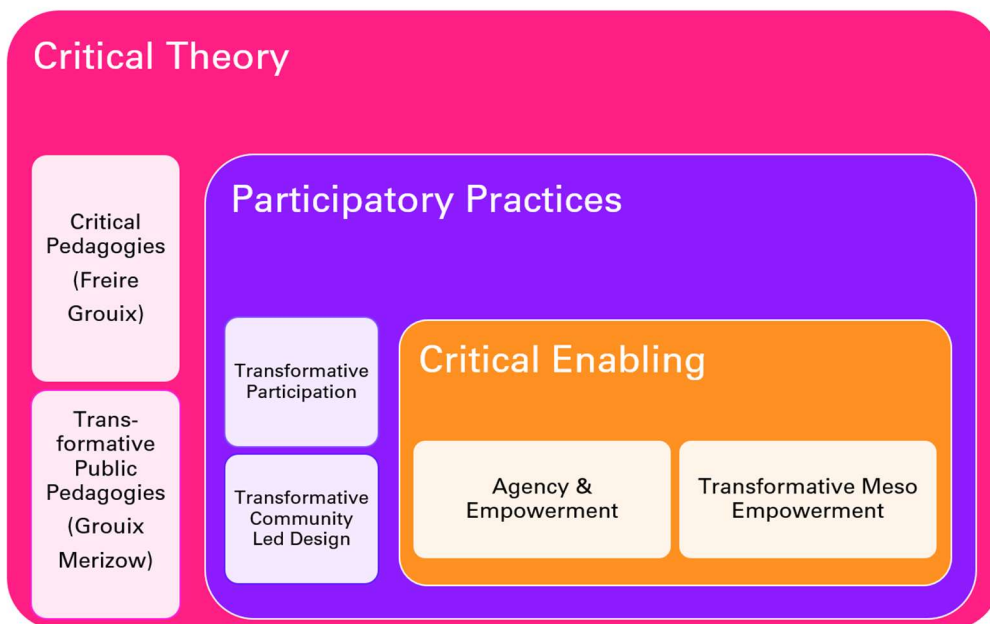 Critical Theory
Critical
Pedagogies
(Freire
Grouix)
Trans-
formative
Public
Pedagogies
(Grouix
Merizow)
Participatory Practices
Transformative
Participation
Transformative
Community
Led Design
Critical Enabling
Agency &
Empowerment
Transformative Meso
Empowerment